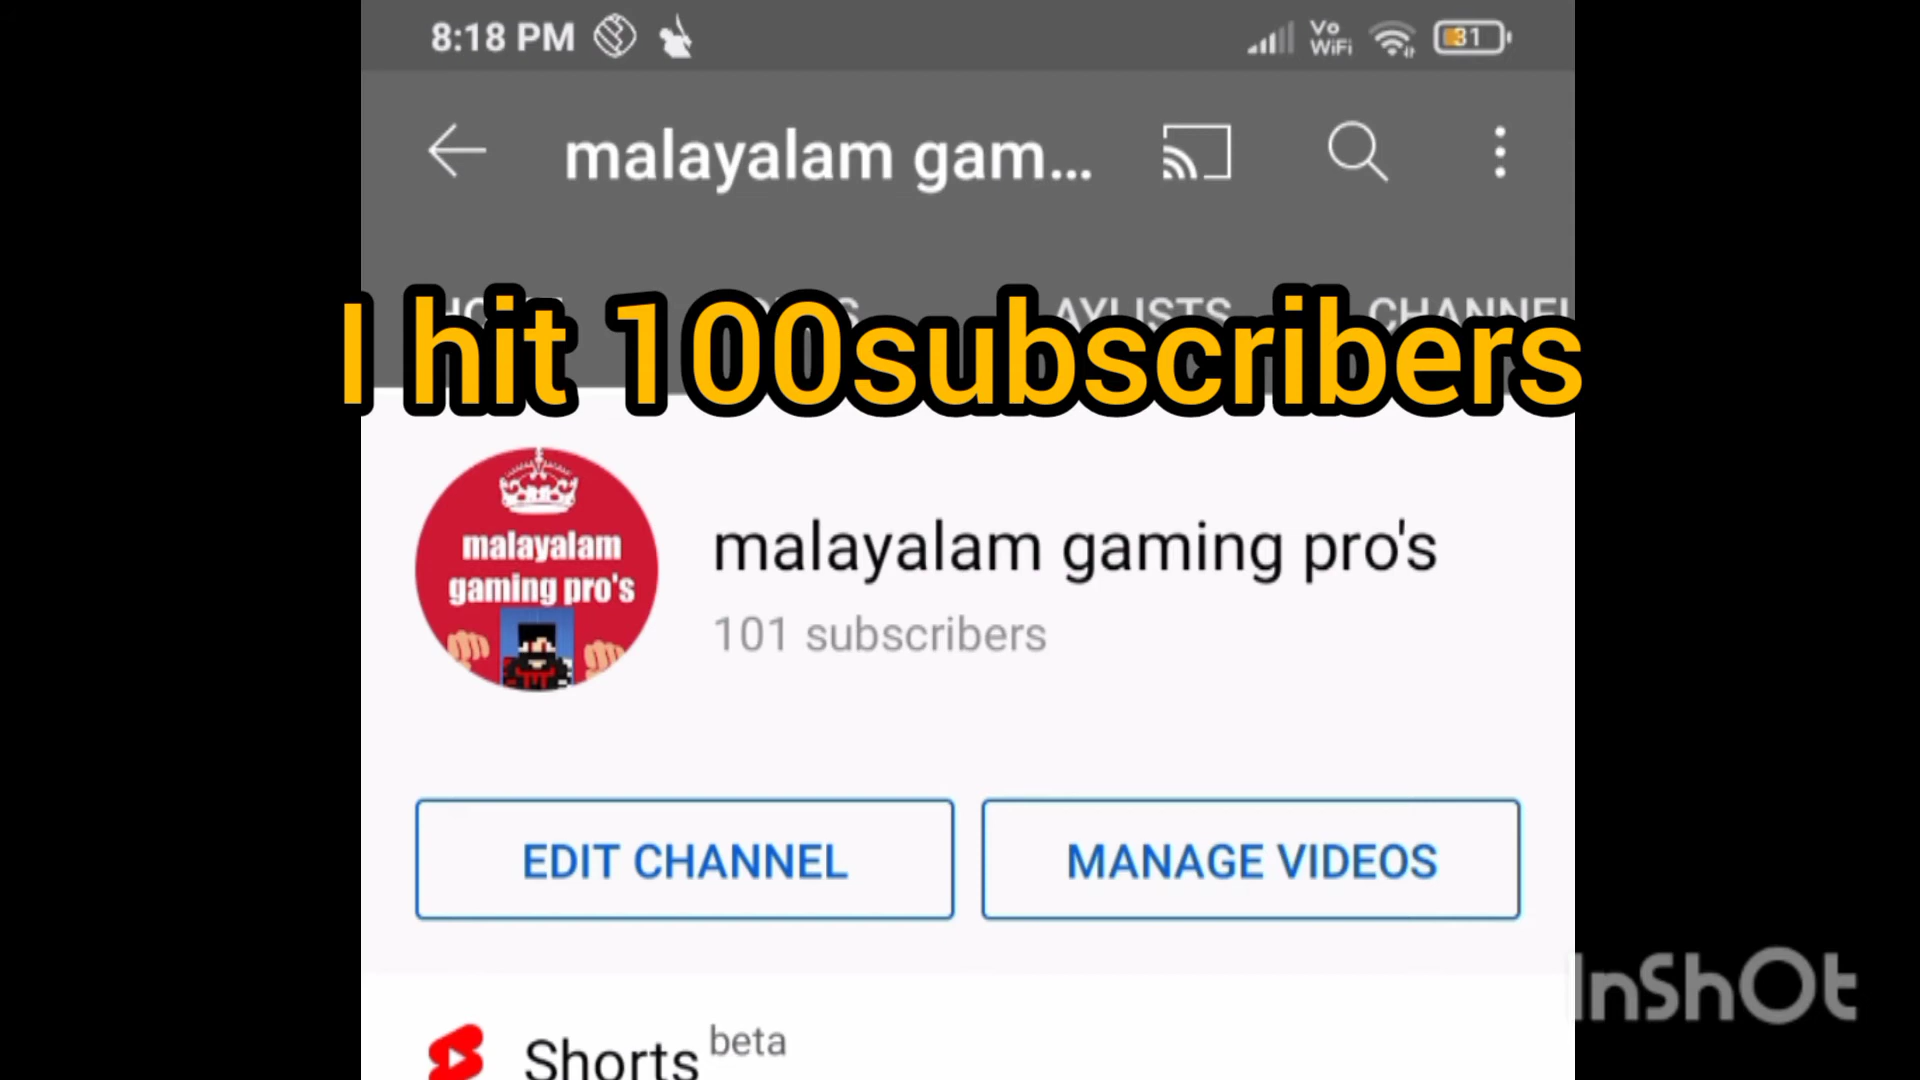 8:18 PM Vo WiFi 31
malayalam gam...
I hit 100subscribers
malayalam gaming pro's
malayalam gaming pro's
101 subscribers
EDIT CHANNEL MANAGE VIDEOS
InShOt
Shorts beta